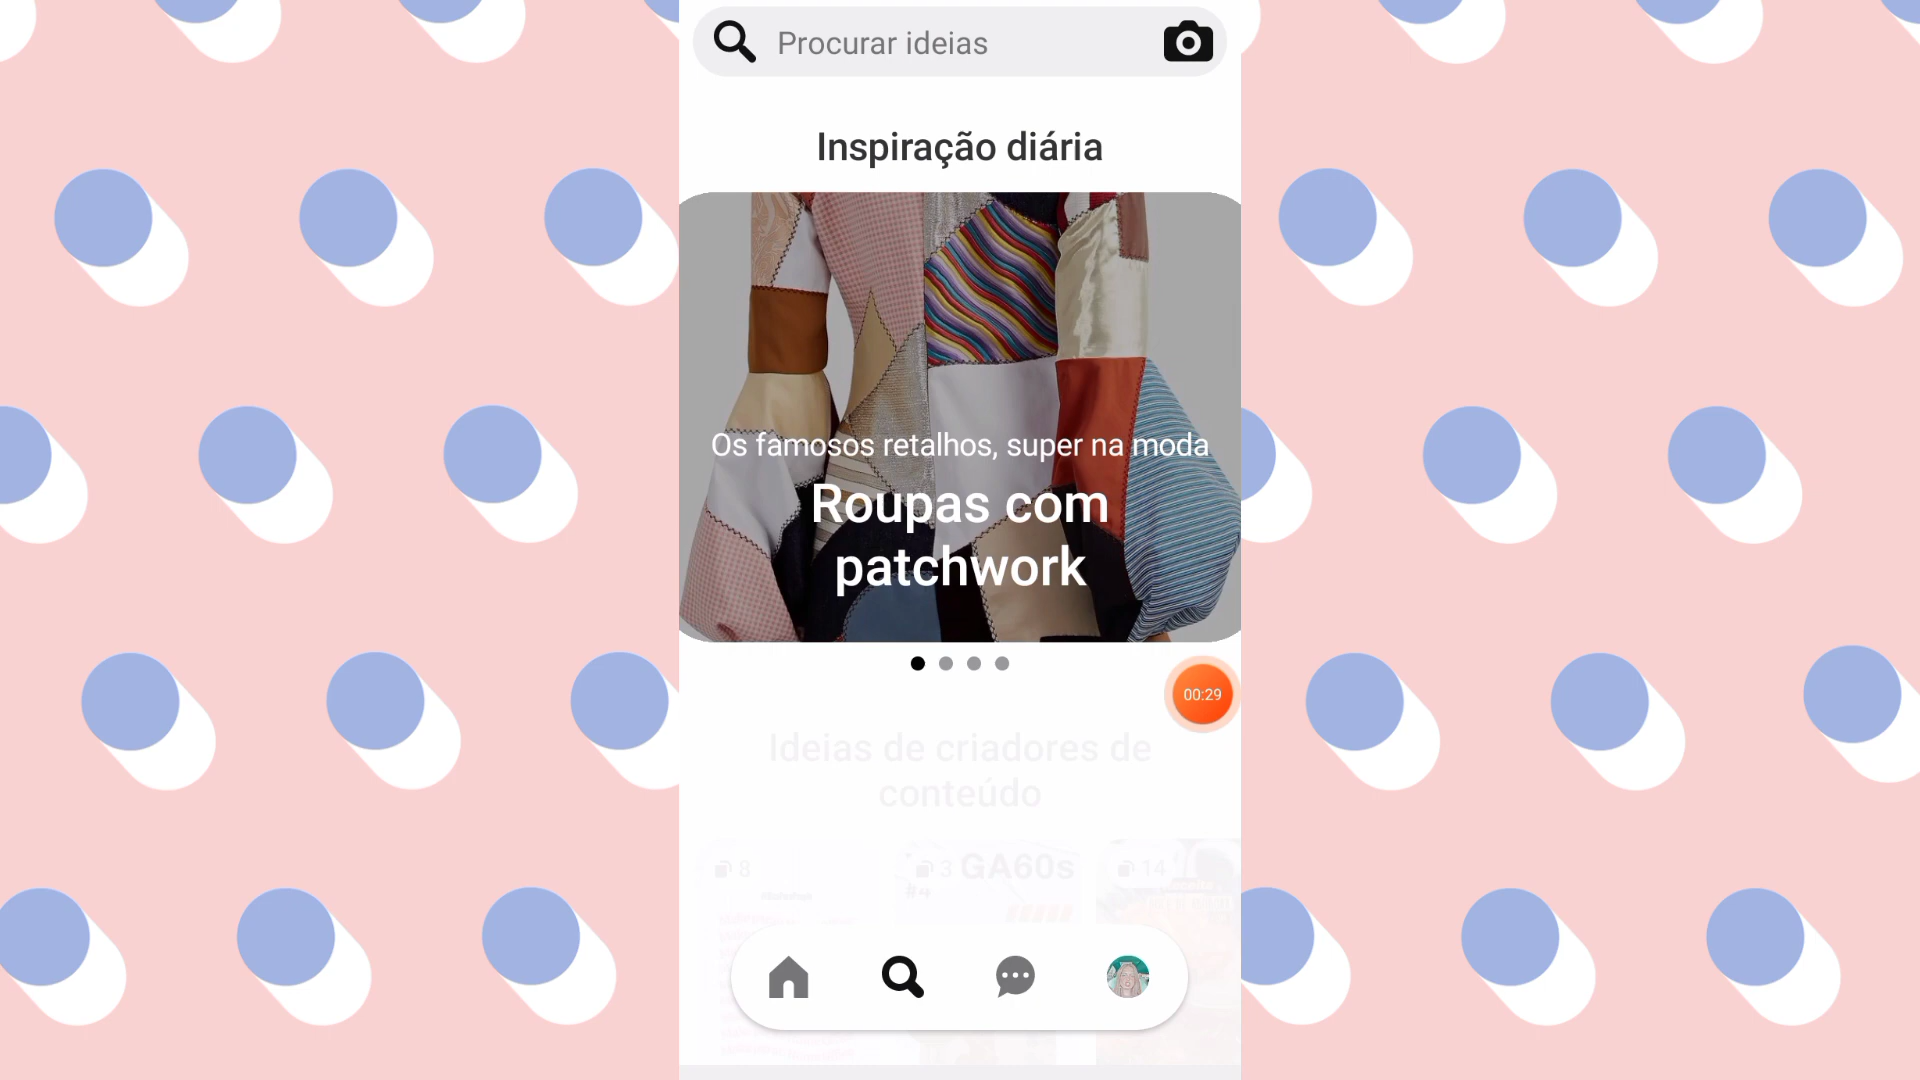 Procurar ideias
Inspiração diária
Os famosos retalhos, super na moda
Roupas com
patchwork
00:29
Ideias de criadores de
conteúdo
8
3
GA60s
14
#4